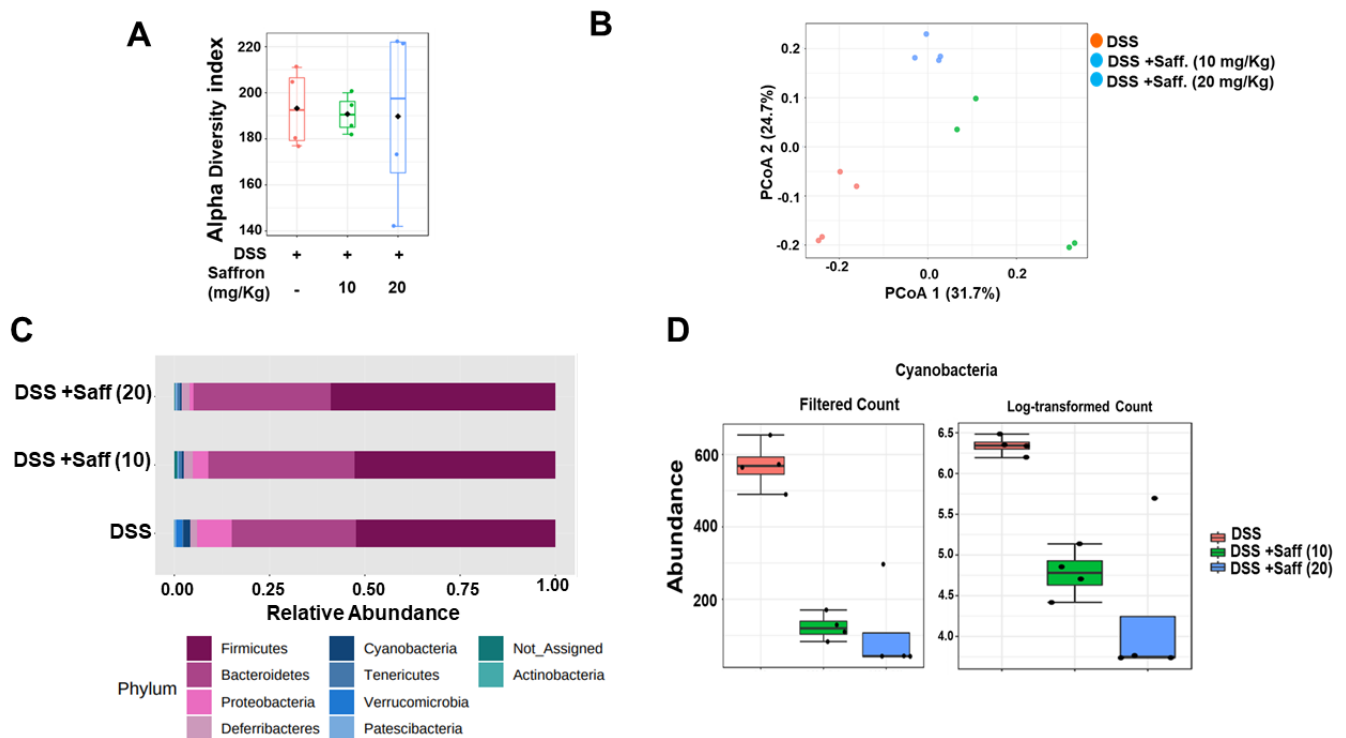 A
Alpha Diversity index
220
200
180
160
140
DSS + + +
Saffron
(mg/Kg) - 10 20
B
PCoA 2 (24.7%)
0.2
0.1
0.0
-0.1
-0.2
-0.2 0.0 0.2
PCoA 1 (31.7%)
DSS
DSS +Saf. (10 mg/Kg)
DSS +Saf. (20 mg/Kg)
C
DSS +Saff (20)
DSS +Saff (10)
DSS
0.00 0.25 0.50 0.75 1.00
Relative Abundance
Phylum
Firmicutes Cyanobacteria Not_Assigned
Bacteroidetes Tenericutes Actinobacteria
Proteobacteria Verrucomicrobia
Deferribacteres Patescibacteria
D
Cyanobacteria
Filtered Count Log-transformed Count
Abundance
600
400
200
6.5
6.0
5.5
5.0
4.5
4.0
DSS
DSS +Saff (10)
DSS +Saff (20)